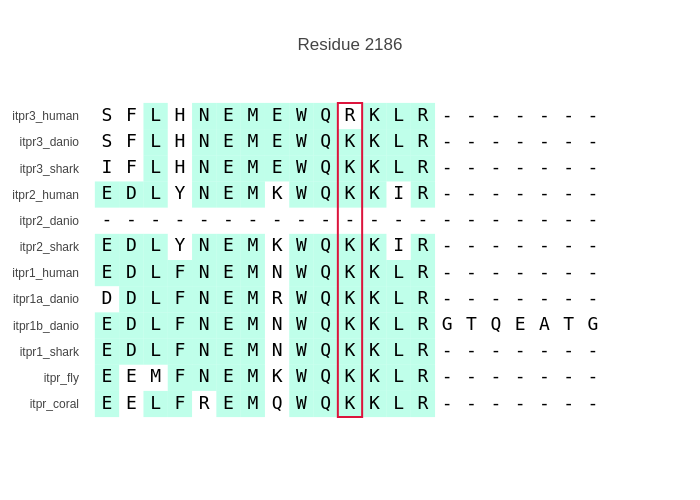 Residue 2186
itpr3_human S F L H N E M E W Q R K L R - - - - - - -
itpr3_danio S F L H N E M E W Q K K L R - - - - - - -
itpr3_shark I F L H N E M E W Q K K L R - - - - - - -
itpr2_human E D L Y N E M K W Q K K I R - - - - - - -
itpr2_danio - - - - - - - - - - - - - - - - - - - - -
itpr2_shark E D L Y N E M K W Q K K I R - - - - - - -
itpr1_human E D L F N E M N W Q K K L R - - - - - - -
itpr1a_danio D D L F N E M R W Q K K L R - - - - - - -
itpr1b_danio E D L F N E M N W Q K K L R G T Q E A T G
itpr1_shark E D L F N E M N W Q K K L R - - - - - - -
itpr_fly E E M F N E M K W Q K K L R - - - - - - -
itpr_coral E E L F R E M Q W Q K K L R - - - - - - -